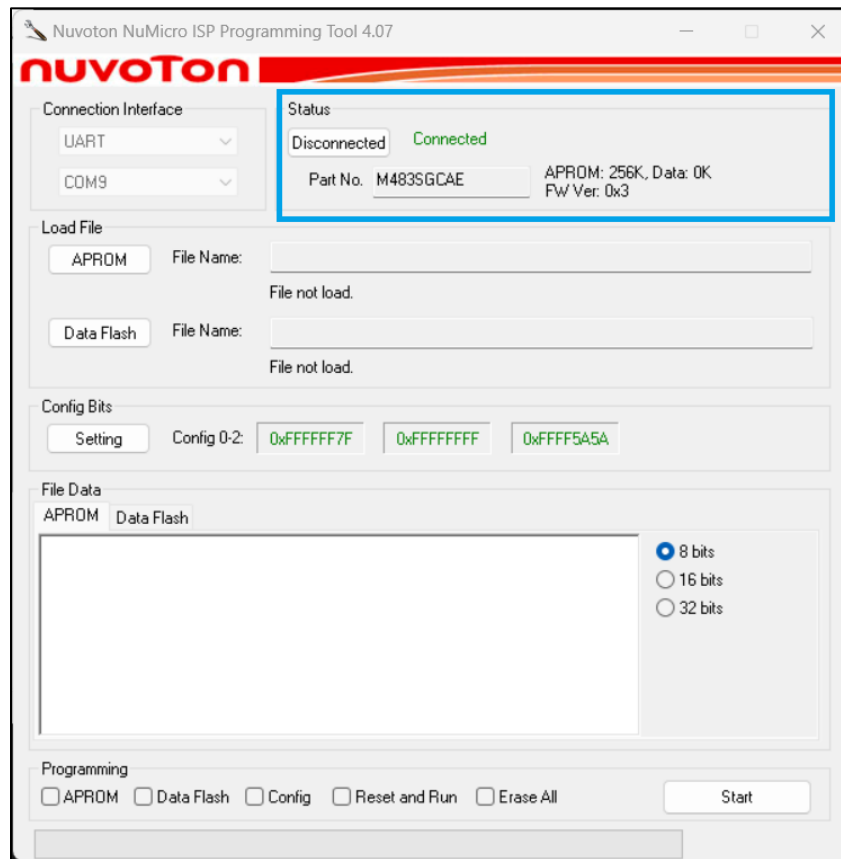 Nuvoton NuMicro ISP Programming Tool 4.07
nuvoTon
Connection Interface
UART
COM9
Status
Disconnected Connected
Part No. M483SGCAE
APROM: 256K, Data: 0K
FW Ver: 0x3
Load File
APROM File Name:
File not load.
Data Flash File Name:
File not load.
Config Bits
Setting Config 0-2: 0xFFFFFF7F 0xFFFFFFFF 0xFFFF5A5A
File Data
APROM Data Flash
8 bits
16 bits
32 bits
Programming
APROM Data Flash Config Reset and Run Erase All Start